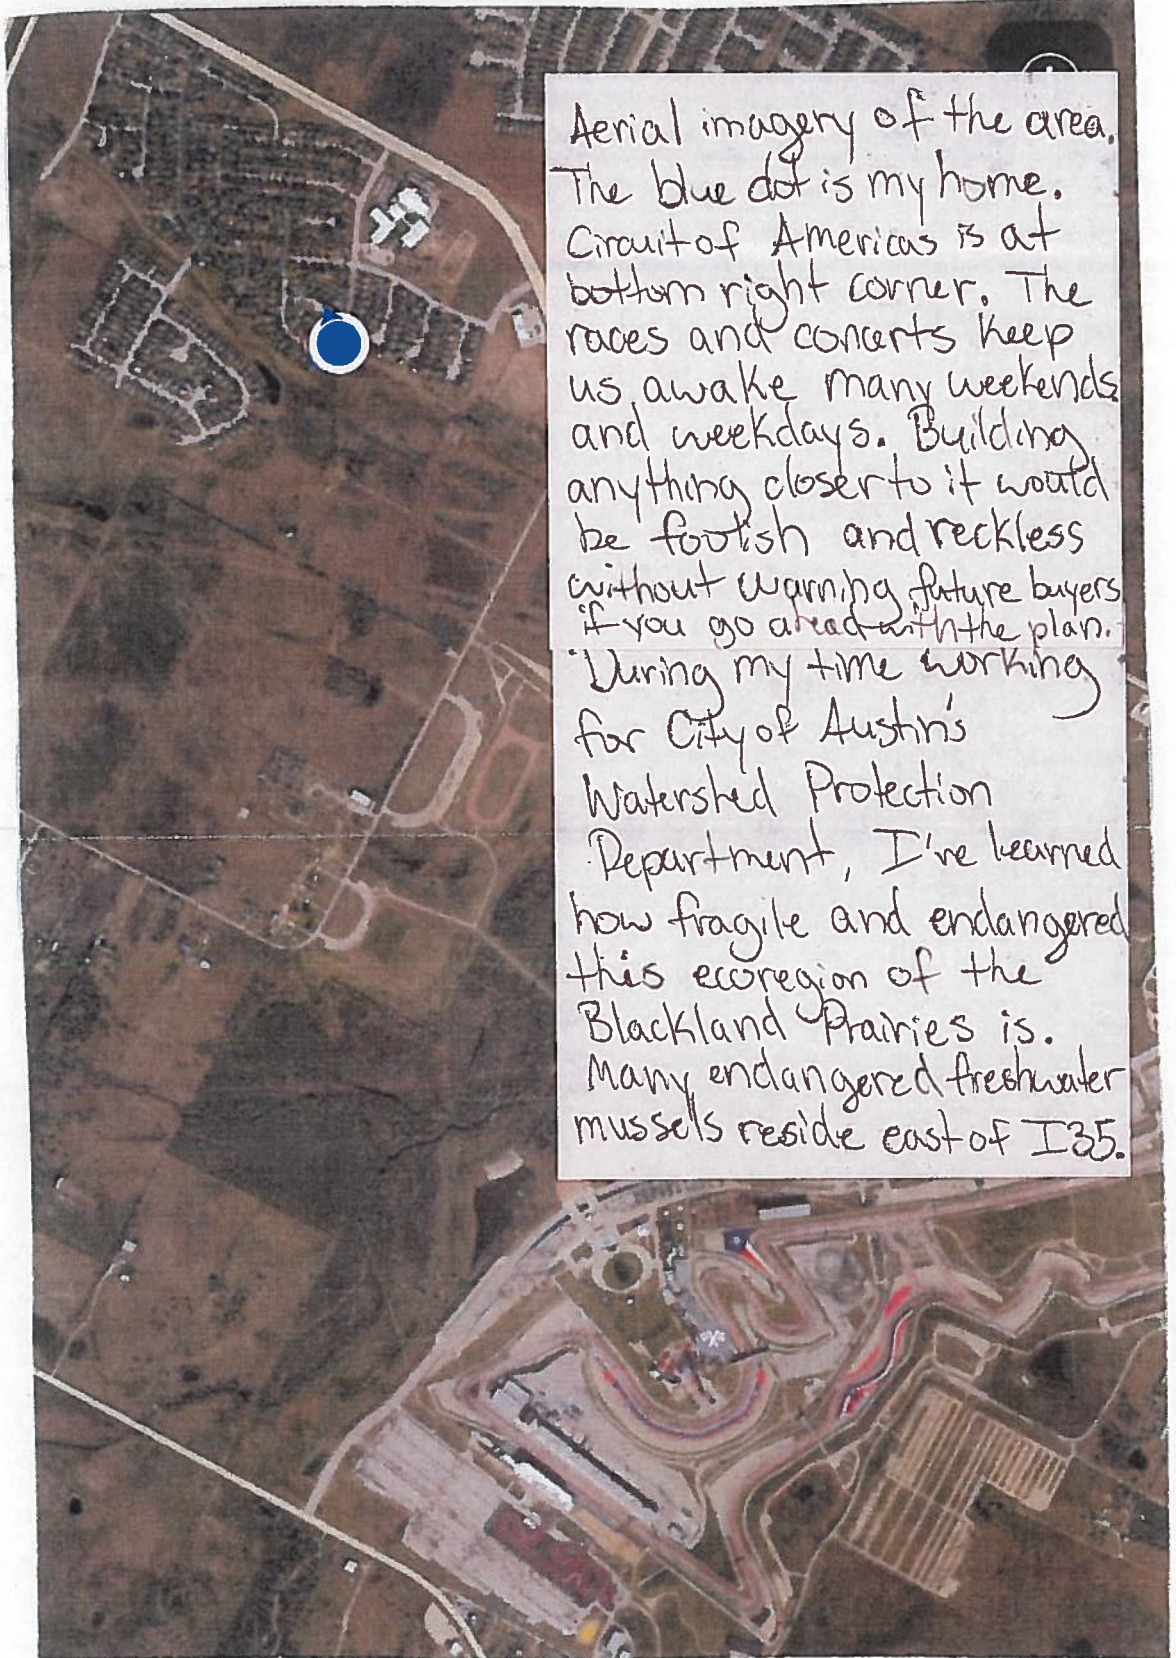 Aerial imagery of the area.
The blue dot is my home.
Circuit of Americas is at
bottom right corner. The
races and concerts keep
us awake many weekends
and weekdays. Building
anything closer to it would
be foolish and reckless
without warning future buyers
if you go ahead with the plan.
During my time working
for City of Austin's
Watershed Protection
Department, I've learned
how fragile and endangered
this ecoregion of the
Blackland Prairies is.
Many endangered freshwater
mussels reside east of I35.